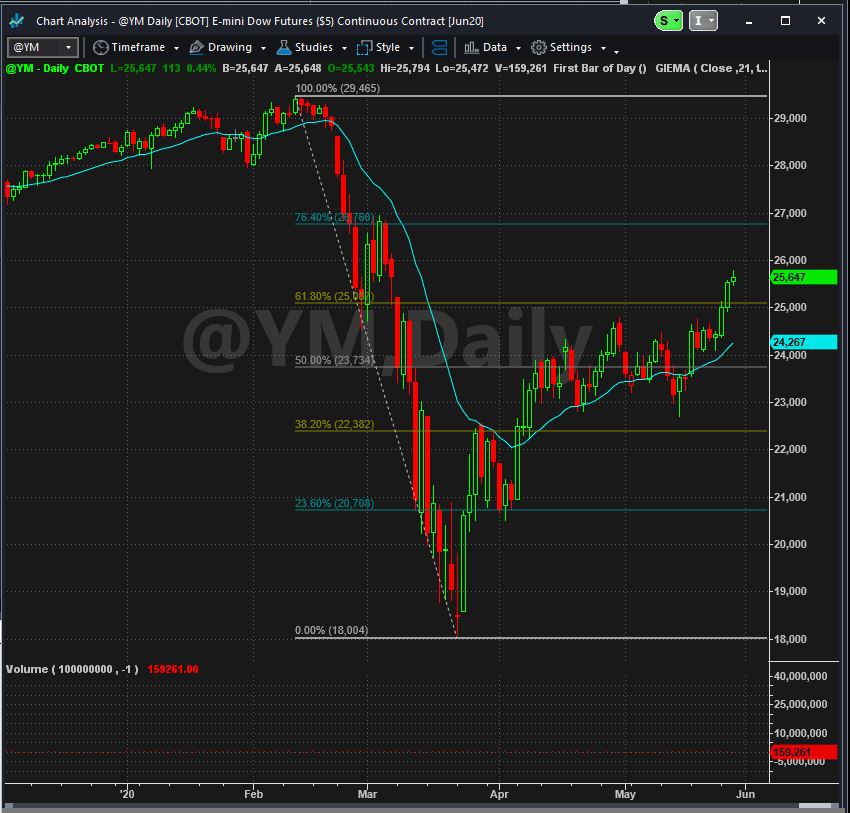 Chart Analysis - @YM Daily [CBOT] E-mini Dow Futures ($5) Continuous Contract [Jun20]
S
I
@YM
Timeframe
Drawing
Studies
Style
Data
Settings
@YM - Daily CBOT L=25,647 113 0.44% B=25,647 A=25,648 O=25,543 Hi=25,794 Lo=25,472 V=159,261 First Bar of Day () GIEMA ( Close ,21, 1...
100.00% (29,465)
29,000
28,000
76.40% (26,760)
27,000
26,000
25,647
61.80% (25,087)
25,000
@YM,Daily
24,267
24,000
50.00% (23,734)
23,000
38.20% (22,382)
22,000
21,000
23.60% (20,708)
20,000
19,000
0.00% (18,004)
18,000
Volume ( 100000000 , -1 ) 159261.00
40,000,000
25,000,000
10,000,000
159,261
-5,000,000
'20
Feb
Mar
Apr
May
Jun